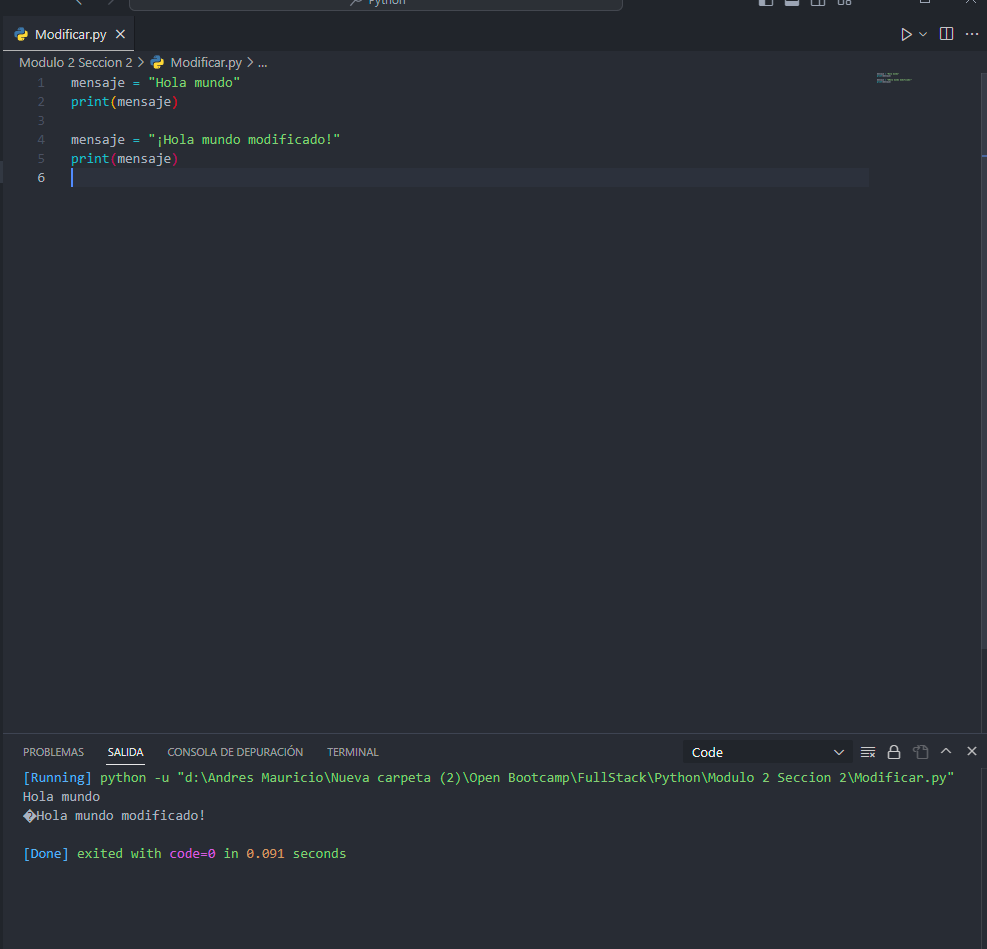 Python
Modificar.py
Modulo 2 Seccion 2 > Modificar.py > ...
1 mensaje = "Hola mundo"
2 print(mensaje)
3
4 mensaje = "¡Hola mundo modificado!"
5 print(mensaje)
6
PROBLEMAS SALIDA CONSOLA DE DEPURACIÓN TERMINAL Code
[Running] python -u "d:\Andres Mauricio\Nueva carpeta (2)\Open Bootcamp\FullStack\Python\Modulo 2 Seccion 2\Modificar.py"
Hola mundo
�Hola mundo modificado!
[Done] exited with code=0 in 0.091 seconds